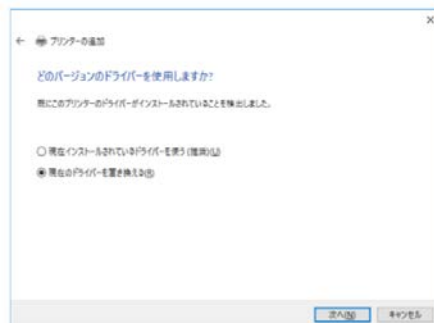 プリンターの追加
どのバージョンのドライバーを使用しますか?
既にこのプリンターのドライバーがインストールされていることを検出しました。
現在インストールされているドライバーを使う (推奨)(U)
現在のドライバーを置き換える(R)
次へ(N) キャンセル